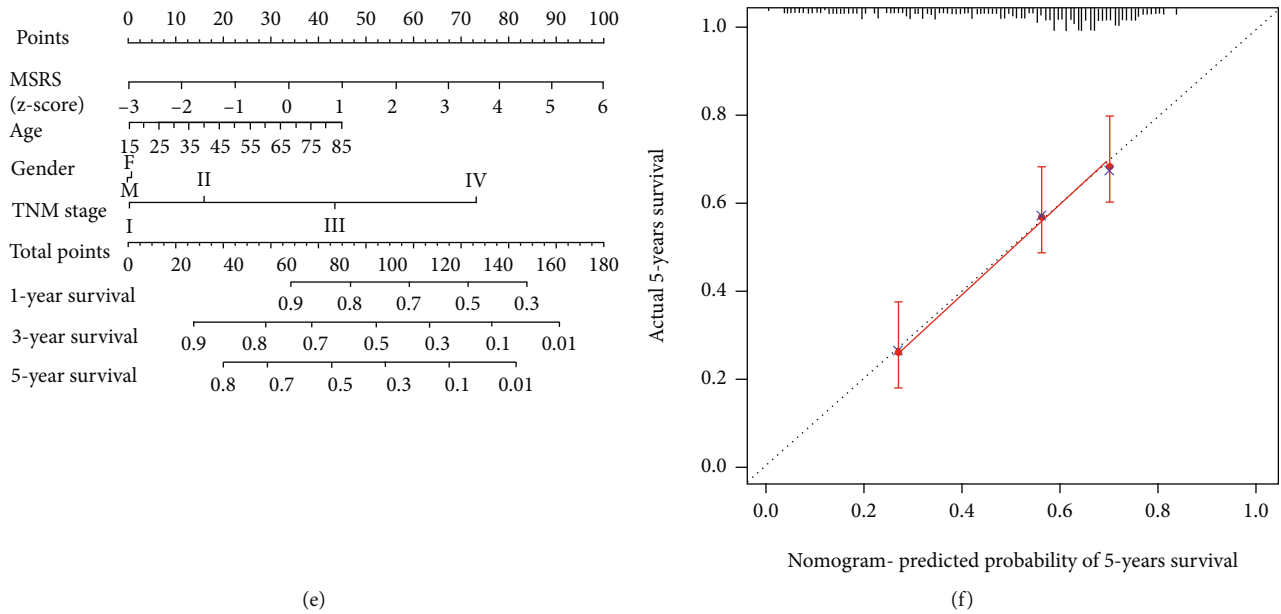 0 10 20 30 40 50 60 70 80 90 100
Points
MSRS
(z-score)
−3 −2 −1 0 1 2 3 4 5 6
Age
15 25 35 45 55 65 75 85
Gender
F
M
II IV
TNM stage
I III
Total points
0 20 40 60 80 100 120 140 160 180
1-year survival
0.9 0.8 0.7 0.5 0.3
3-year survival
0.9 0.8 0.7 0.5 0.3 0.1 0.01
5-year survival
0.8 0.7 0.5 0.3 0.1 0.01
(e)
1.0
0.8
0.6
0.4
0.2
0.0
Actual 5-years survival
0.0 0.2 0.4 0.6 0.8 1.0
Nomogram- predicted probability of 5-years survival
(f)